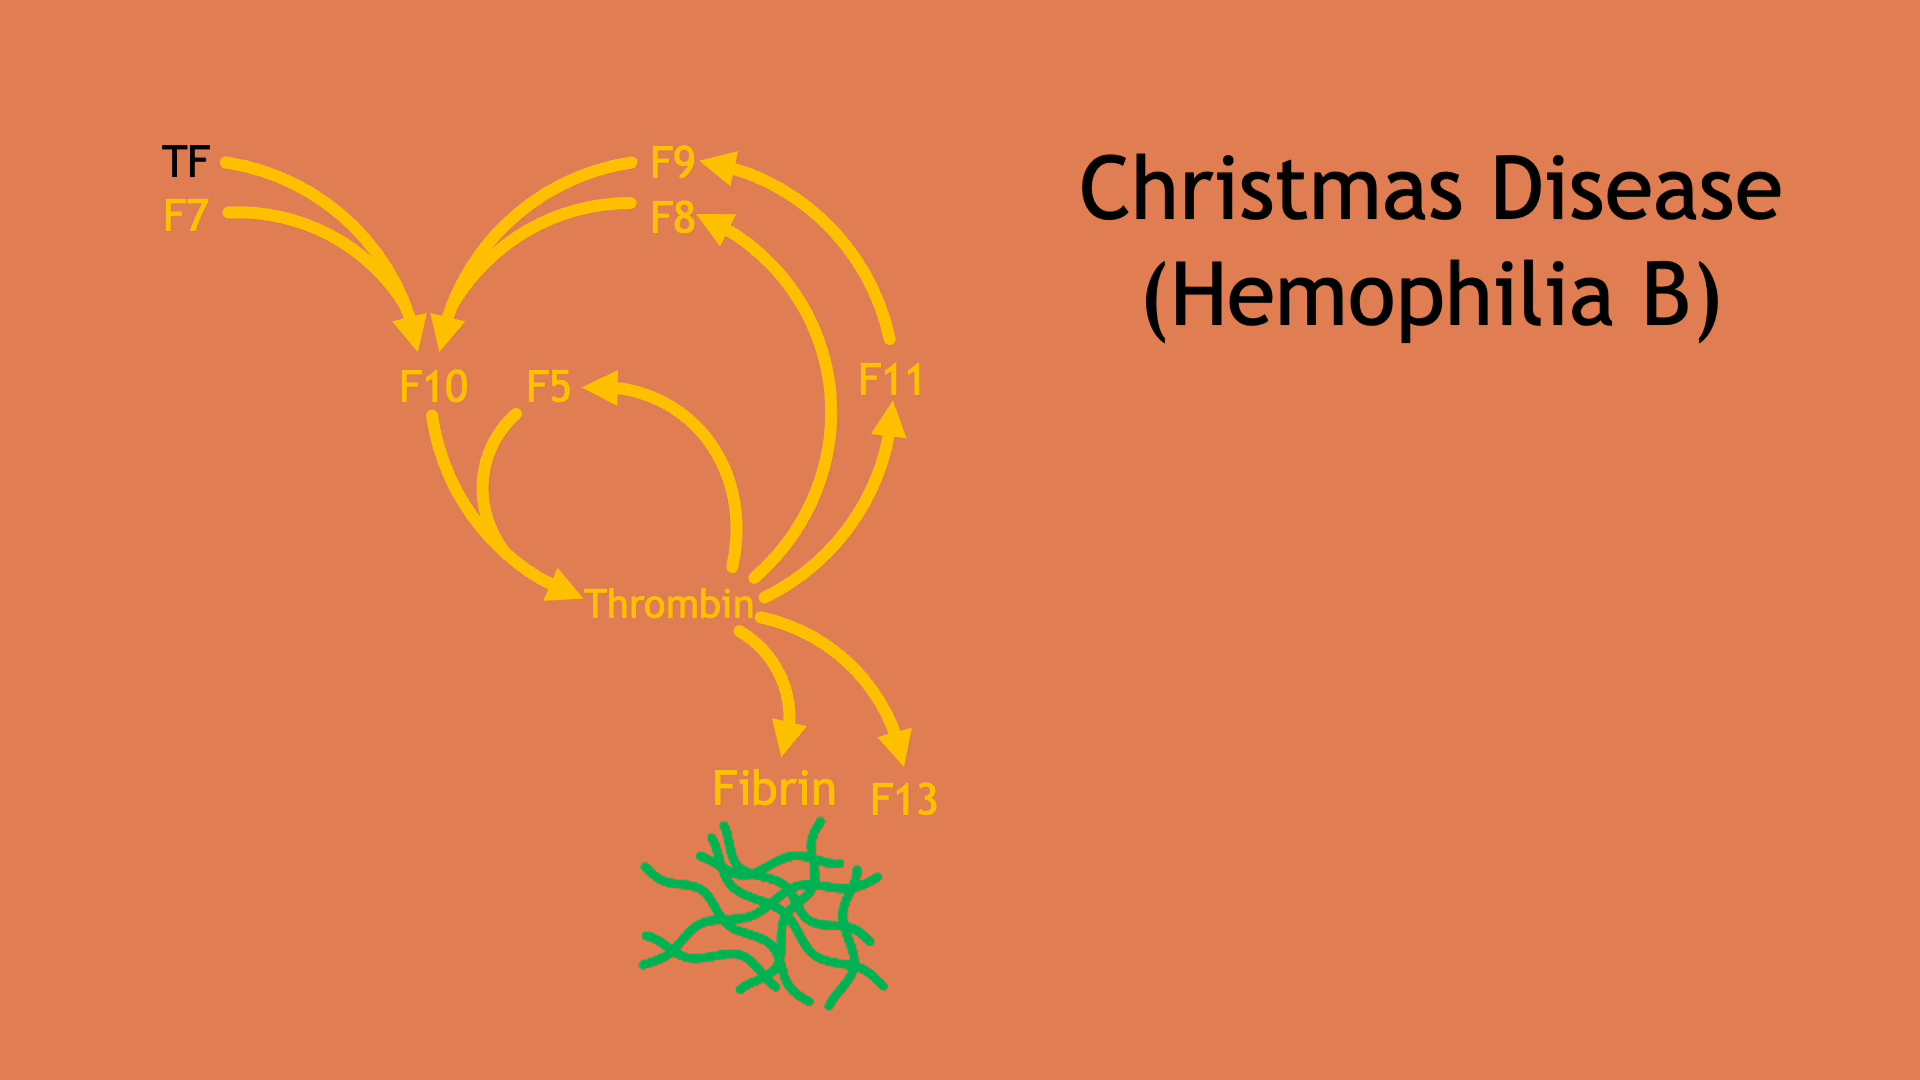 Christmas Disease
(Hemophilia B)
TF
F7
F9
F8
F10
F5
F11
Thrombin
Fibrin
F13